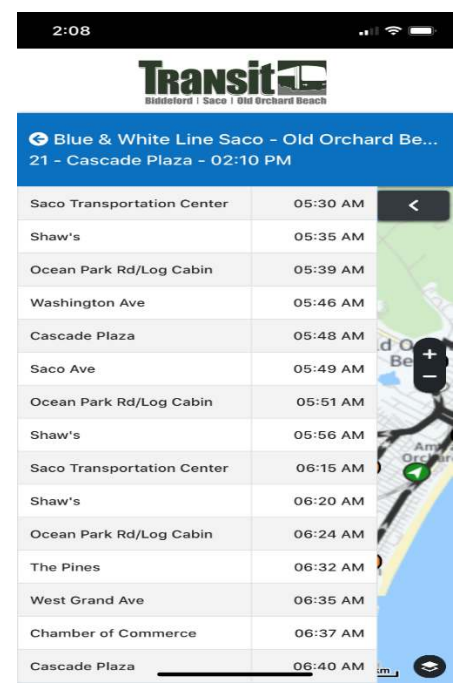 2:08
Transit
Biddeford | Saco | Old Orchard Beach
Blue & White Line Saco - Old Orchard Be...
21 - Cascade Plaza - 02:10 PM
Saco Transportation Center 05:30 AM
Shaw's 05:35 AM
Ocean Park Rd/Log Cabin 05:39 AM
Washington Ave 05:46 AM
Cascade Plaza 05:48 AM
Saco Ave 05:49 AM
Ocean Park Rd/Log Cabin 05:51 AM
Shaw's 05:56 AM
Saco Transportation Center 06:15 AM
Shaw's 06:20 AM
Ocean Park Rd/Log Cabin 06:24 AM
The Pines 06:32 AM
West Grand Ave 06:35 AM
Chamber of Commerce 06:37 AM
Cascade Plaza 06:40 AM
+
−